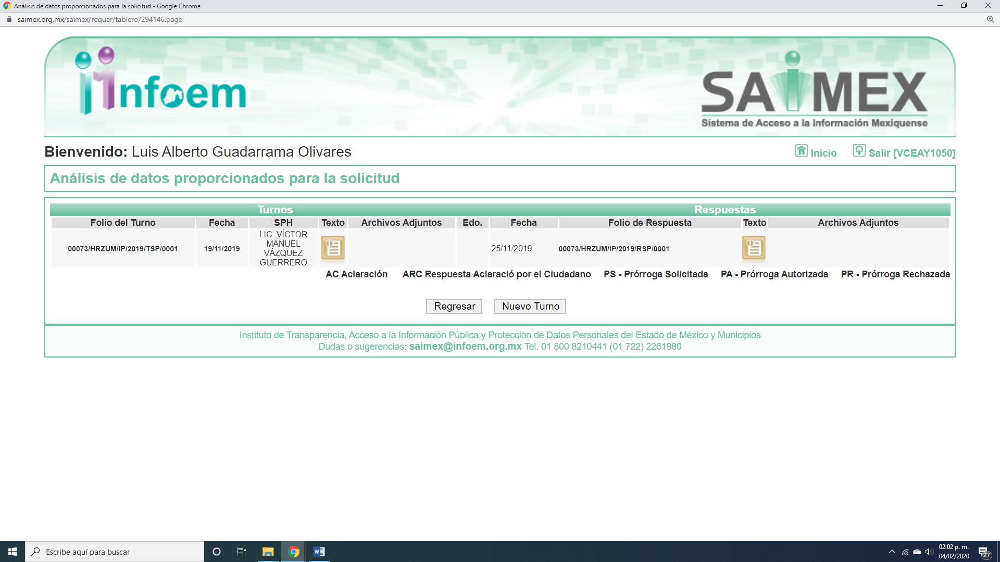 Análisis de datos proporcionados para la solicitud - Google Chrome
saimex.org.mx/saimex/requer/tablero/294146.page
infoem
SAIMEX
Sistema de Acceso a la Información Mexiquense
Bienvenido: Luis Alberto Guadarrama Olivares
Inicio Salir [VCEAY1050]
Análisis de datos proporcionados para la solicitud
Turnos Respuestas
Folio del Turno Fecha SPH Texto Archivos Adjuntos Edo. Fecha Folio de Respuesta Texto Archivos Adjuntos
00073/HRZUM/IP/2019/TSP/0001 19/11/2019 LIC. VÍCTOR
MANUEL
VÁZQUEZ
GUERRERO
25/11/2019 00073/HRZUM/IP/2019/RSP/0001
AC Aclaración ARC Respuesta Aclaració por el Ciudadano PS - Prórroga Solicitada PA - Prórroga Autorizada PR - Prórroga Rechazada
Regresar Nuevo Turno
Instituto de Transparencia, Acceso a la Información Pública y Protección de Datos Personales del Estado de México y Municipios
Dudas o sugerencias: saimex@infoem.org.mx Tel. 01 800 8210441 (01 722) 2261980
Escribe aquí para buscar
02:02 p. m.
04/02/2020
27